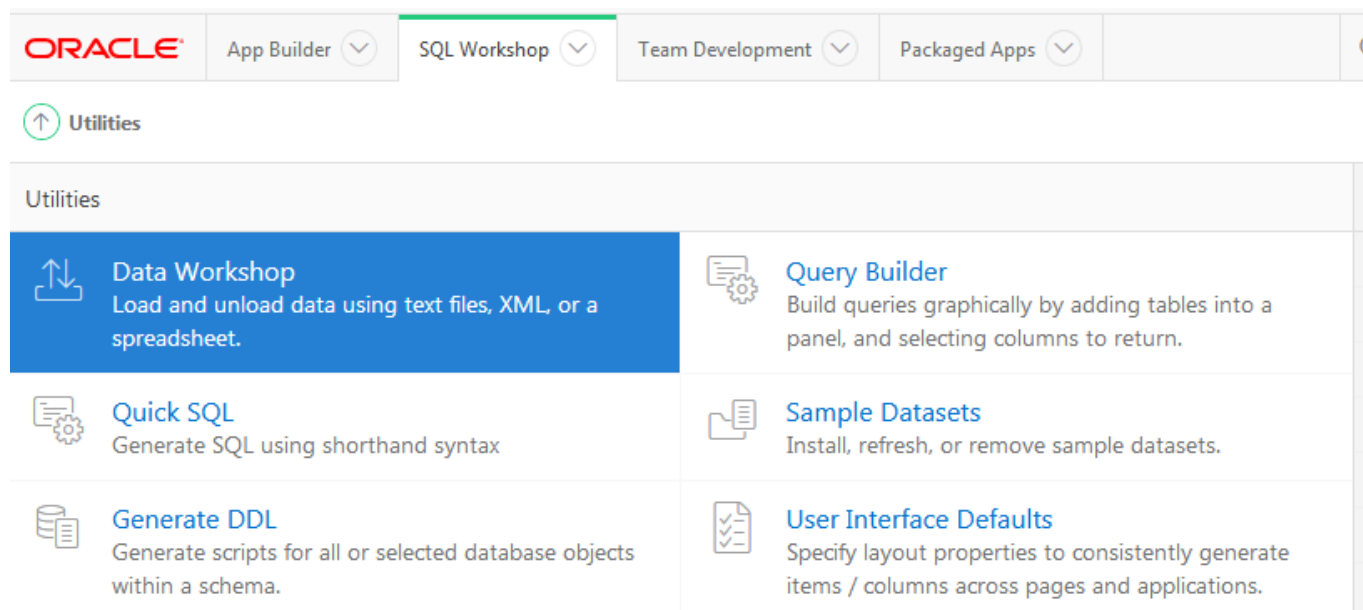 ORACLE App Builder SQL Workshop Team Development Packaged Apps
Utilities
Utilities
Data Workshop
Load and unload data using text files, XML, or a
spreadsheet.
Query Builder
Build queries graphically by adding tables into a
panel, and selecting columns to return.
Quick SQL
Generate SQL using shorthand syntax
Sample Datasets
Install, refresh, or remove sample datasets.
Generate DDL
Generate scripts for all or selected database objects
within a schema.
User Interface Defaults
Specify layout properties to consistently generate
items / columns across pages and applications.